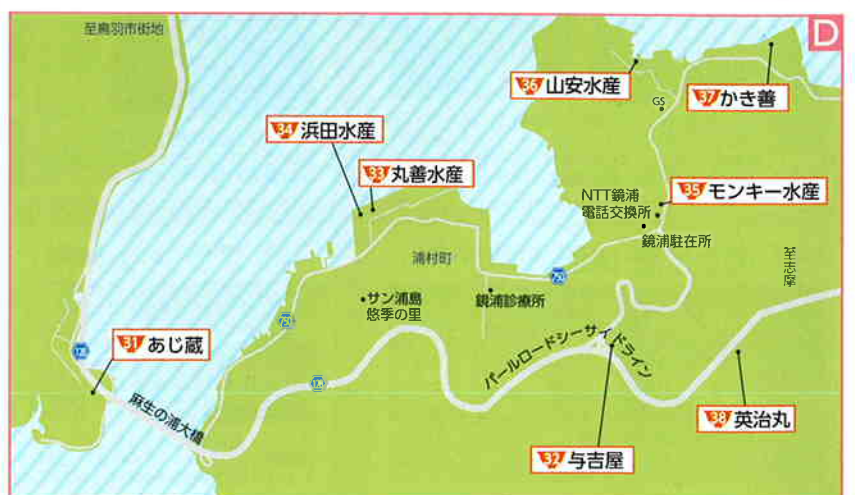 至鳥羽市街地
D
36 山安水産
37 かき善
GS
34 浜田水産
33 丸善水産
35 モンキー水産
NTT鏡浦
電話交換所
鏡浦駐在所
浦村町
至志摩
750
サン浦島
悠季の里
鏡浦診療所
750
128
31 あじ蔵
128
パールロードシーサイドライン
麻生の浦大橋
38 英治丸
32 与吉屋